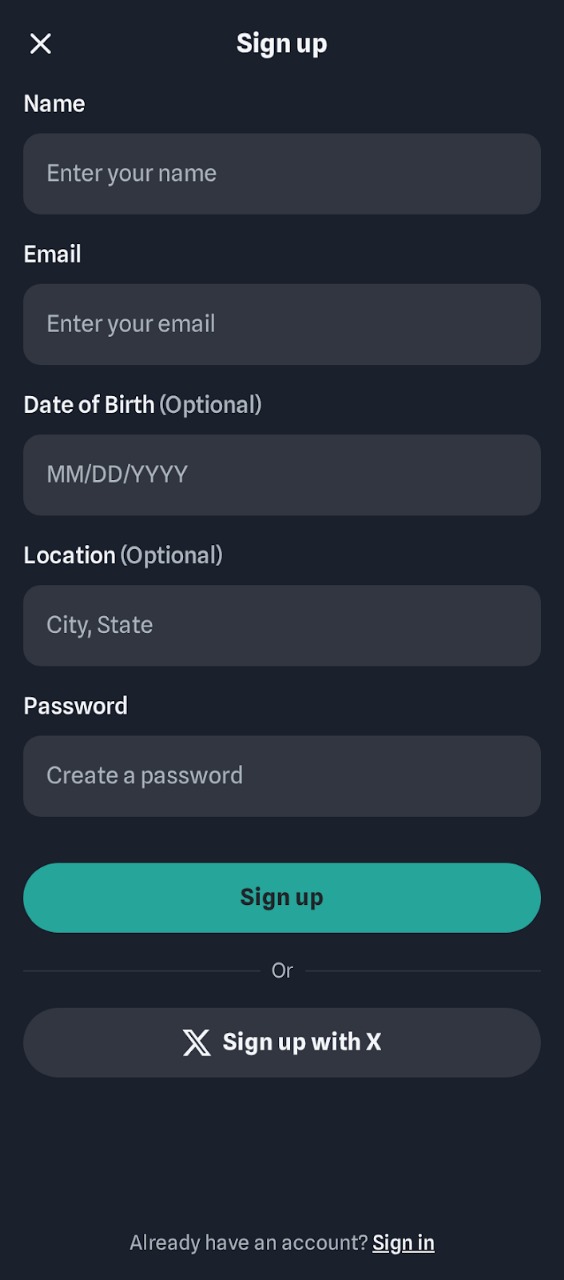 Sign up
Name
Enter your name
Email
Enter your email
Date of Birth (Optional)
MM/DD/YYYY
Location (Optional)
City, State
Password
Create a password
Sign up
Or
Sign up with X
Already have an account? Sign in